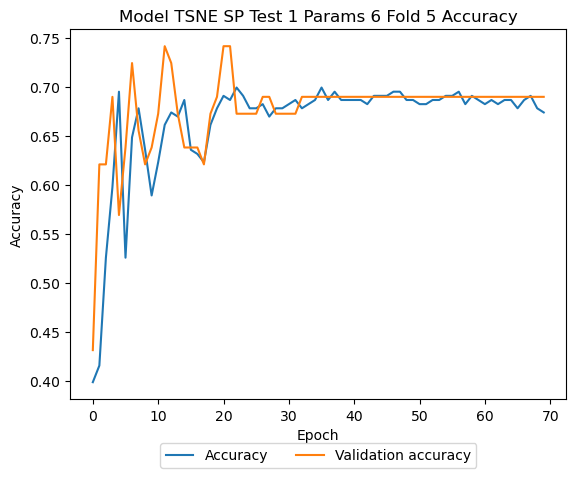 Model TSNE SP Test 1 Params 6 Fold 5 Accuracy
0.75
0.70
0.65
0.60
0.55
0.50
0.45
0.40
Accuracy
0 10 20 30 40 50 60 70
Epoch
Accuracy Validation accuracy